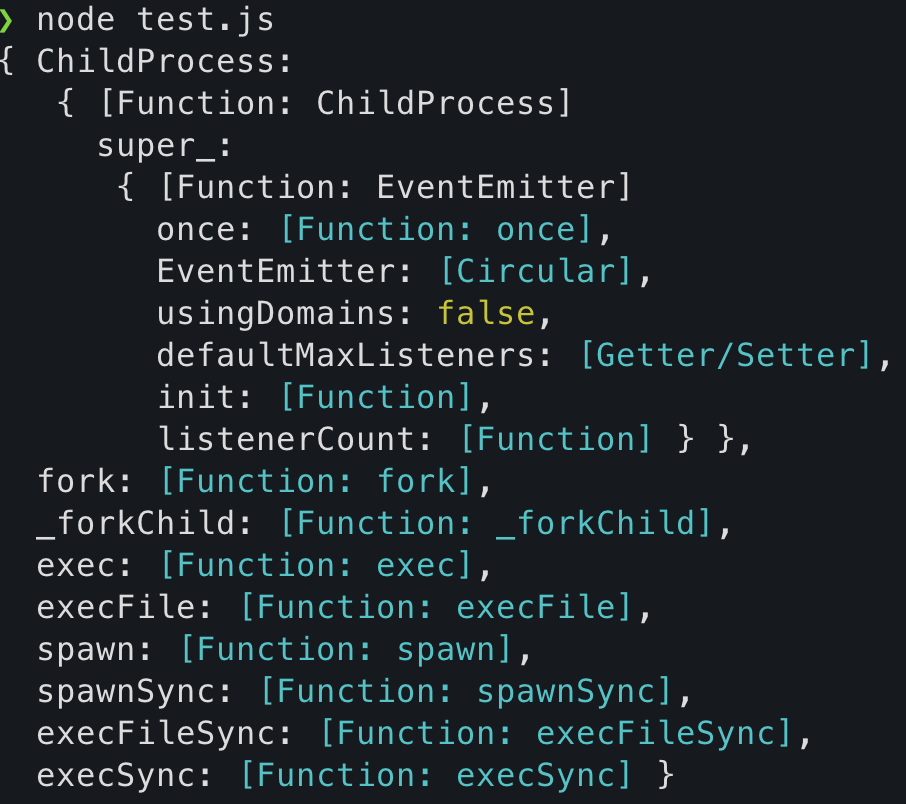 ❯ node test.js
{ ChildProcess:
   { [Function: ChildProcess]
     super_:
      { [Function: EventEmitter]
        once: [Function: once],
        EventEmitter: [Circular],
        usingDomains: false,
        defaultMaxListeners: [Getter/Setter],
        init: [Function],
        listenerCount: [Function] } },
  fork: [Function: fork],
  _forkChild: [Function: _forkChild],
  exec: [Function: exec],
  execFile: [Function: execFile],
  spawn: [Function: spawn],
  spawnSync: [Function: spawnSync],
  execFileSync: [Function: execFileSync],
  execSync: [Function: execSync] }